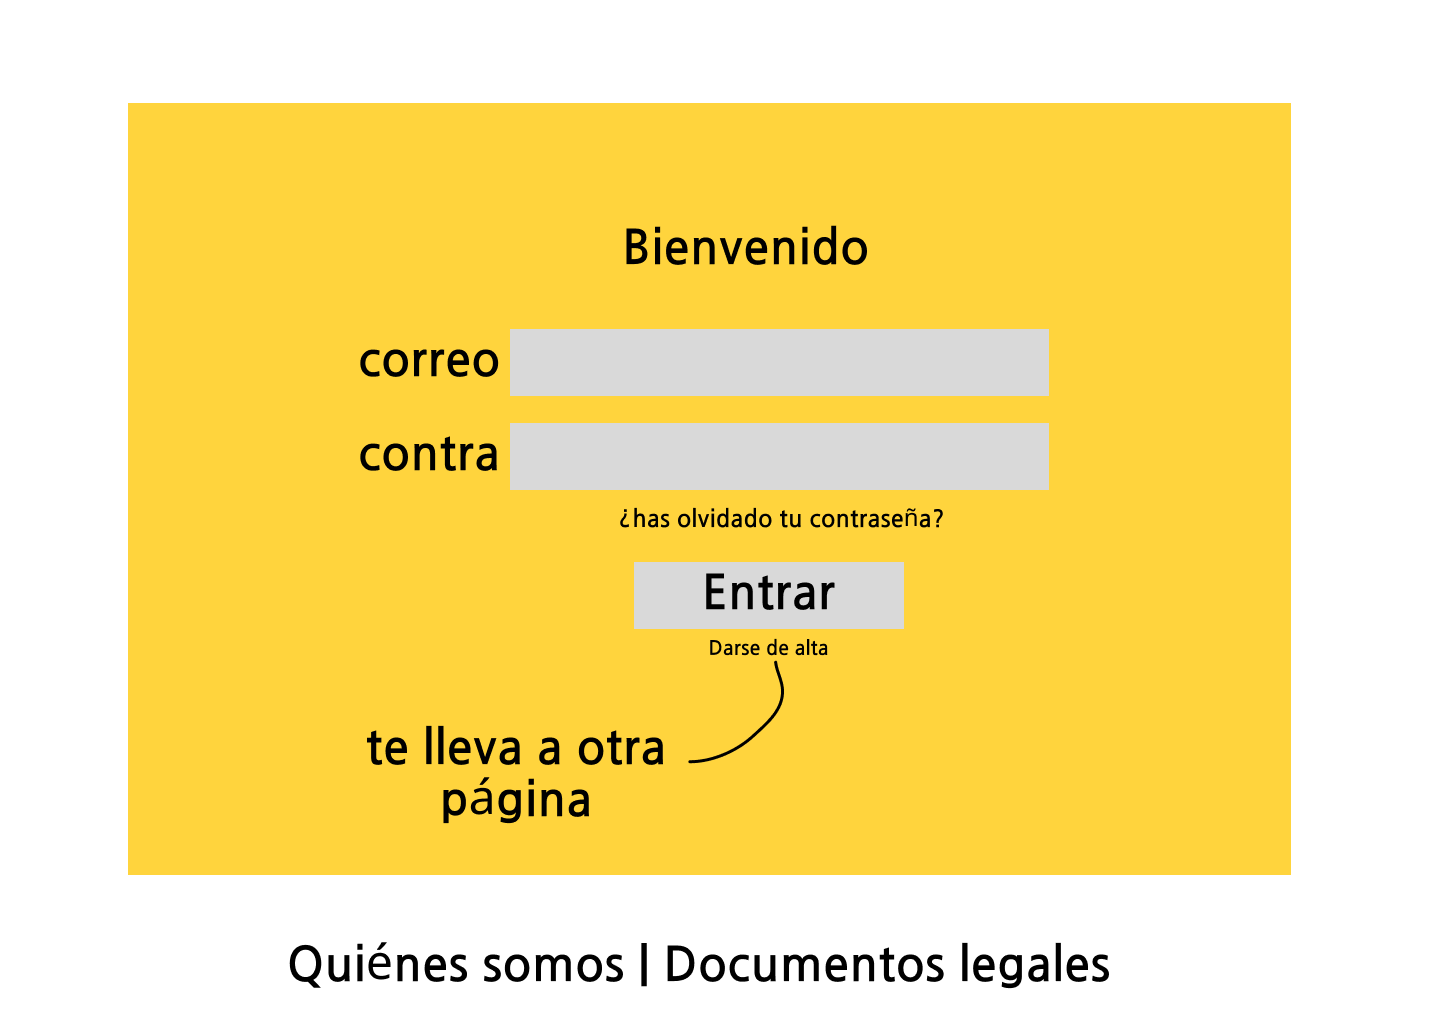 Bienvenido
correo
contra
¿has olvidado tu contraseña?
Entrar
Darse de alta
te lleva a otra
página
Quiénes somos | Documentos legales